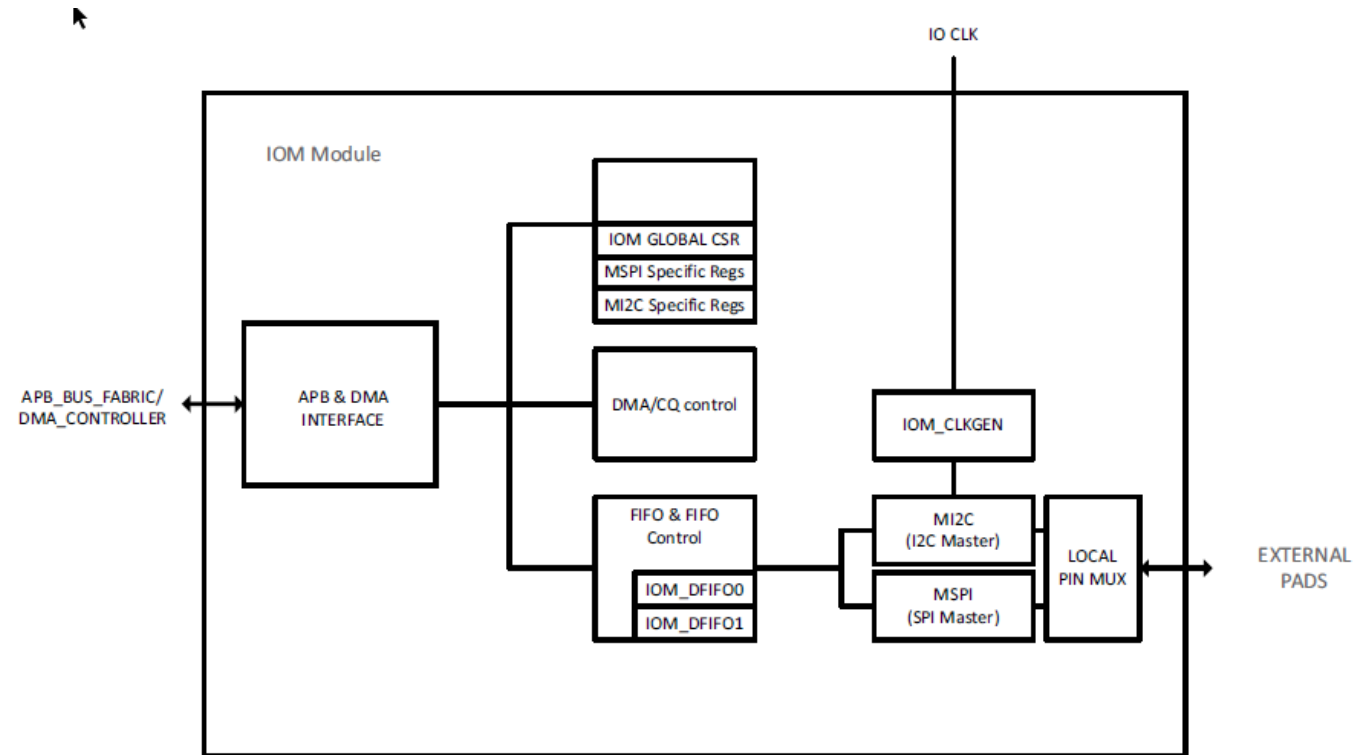 IO CLK
IOM Module
IOM GLOBAL CSR
MSPI Specific Regs
MI2C Specific Regs
APB_BUS_FABRIC/
DMA_CONTROLLER
APB & DMA
INTERFACE
DMA/CQ control
IOM_CLKGEN
FIFO & FIFO
Control
IOM_DFIFO0
IOM_DFIFO1
MI2C
(I2C Master)
MSPI
(SPI Master)
LOCAL
PIN MUX
EXTERNAL
PADS